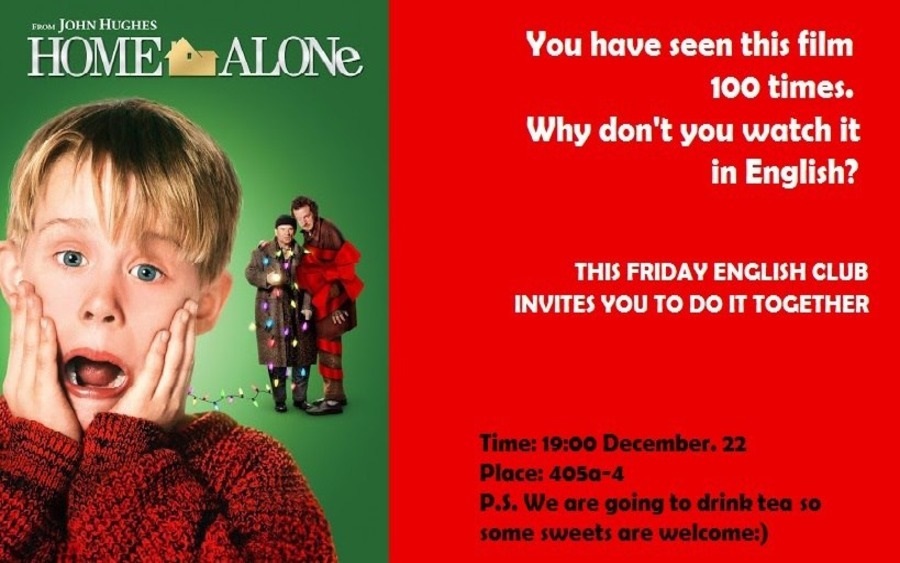 FROM JOHN HUGHES
HOME ALONe
You have seen this film
100 times.
Why don't you watch it
in English?
THIS FRIDAY ENGLISH CLUB
INVITES YOU TO DO IT TOGETHER
Time: 19:00 December. 22
Place: 405a-4
P.S. We are going to drink tea so
some sweets are welcome:)